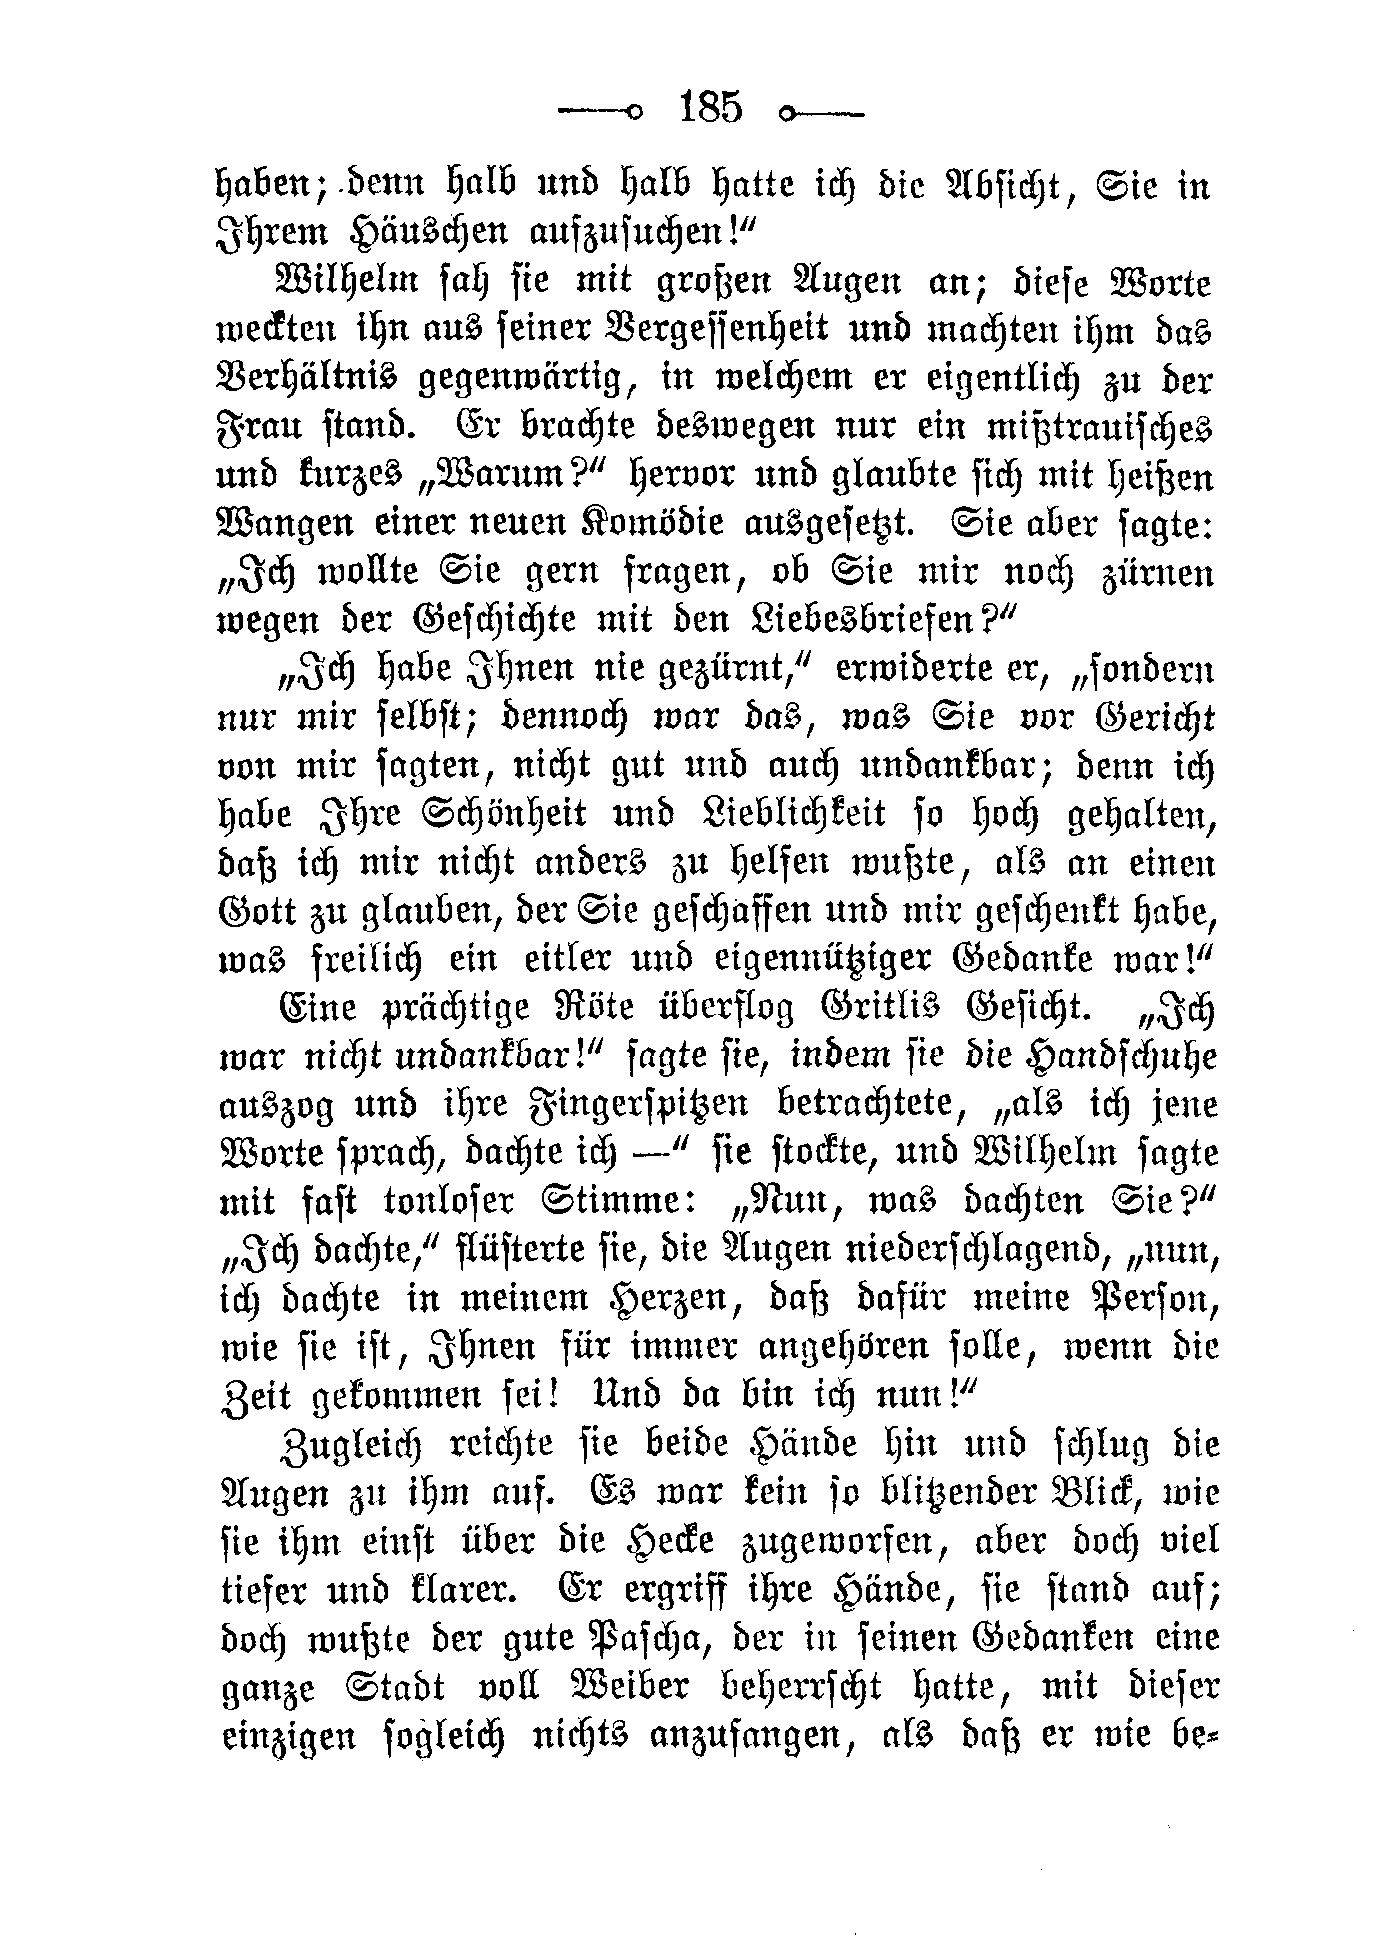 185
haben; denn halb und halb hatte ich die Absicht, Sie in
Ihrem Häuschen aufzusuchen!“
Wilhelm sah sie mit großen Augen an; diese Worte
weckten ihn aus seiner Vergessenheit und machten ihm das
Verhältnis gegenwärtig, in welchem er eigentlich zu der
Frau stand. Er brachte deswegen nur ein mißtrauisches
und kurzes „Warum?“ hervor und glaubte sich mit heißen
Wangen einer neuen Komödie ausgesetzt. Sie aber sagte:
„Ich wollte Sie gern fragen, ob Sie mir noch zürnen
wegen der Geschichte mit den Liebesbriefen?“
„Ich habe Ihnen nie gezürnt,“ erwiderte er, „sondern
nur mir selbst; dennoch war das, was Sie vor Gericht
von mir sagten, nicht gut und auch undankbar; denn ich
habe Ihre Schönheit und Lieblichkeit so hoch gehalten,
daß ich mir nicht anders zu helfen wußte, als an einen
Gott zu glauben, der Sie geschaffen und mir geschenkt habe,
was freilich ein eitler und eigennütziger Gedanke war!“
Eine prächtige Röte überflog Gritlis Gesicht. „Ich
war nicht undankbar!“ sagte sie, indem sie die Handschuhe
auszog und ihre Fingerspitzen betrachtete, „als ich jene
Worte sprach, dachte ich —“ sie stockte, und Wilhelm sagte
mit fast tonloser Stimme: „Nun, was dachten Sie?“
„Ich dachte,“ flüsterte sie, die Augen niederschlagend, „nun,
ich dachte in meinem Herzen, daß dafür meine Person,
wie sie ist, Ihnen für immer angehören solle, wenn die
Zeit gekommen sei! Und da bin ich nun!“
Zugleich reichte sie beide Hände hin und schlug die
Augen zu ihm auf. Es war kein so blitzender Blick, wie
sie ihm einst über die Hecke zugeworfen, aber doch viel
tiefer und klarer. Er ergriff ihre Hände, sie stand auf;
doch wußte der gute Pascha, der in seinen Gedanken eine
ganze Stadt voll Weiber beherrscht hatte, mit dieser
einzigen sogleich nichts anzufangen, als daß er wie be-